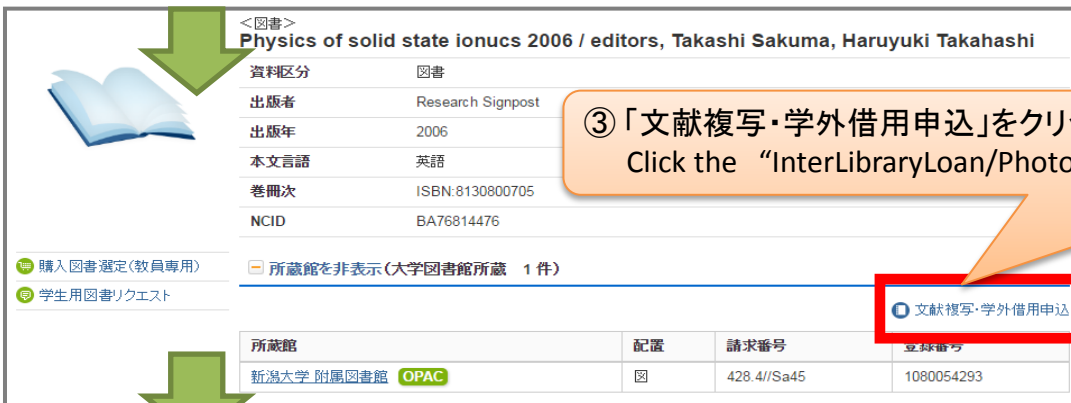 <図書>
Physics of solid state ionucs 2006 / editors, Takashi Sakuma, Haruyuki Takahashi
資料区分 図書
出版者 Research Signpost
出版年 2006
本文言語 英語
巻冊次 ISBN:8130800705
NCID BA76814476
③「文献複写・学外借用申込」をクリ
Click the “InterLibraryLoan/Photo
購入図書選定(教員専用)
学生用図書リクエスト
所蔵館を非表示(大学図書館所蔵 1件)
文献複写・学外借用申込
所蔵館 配置 請求番号 登録番号
新潟大学 附属図書館 OPAC 図 428.4//Sa45 1080054293